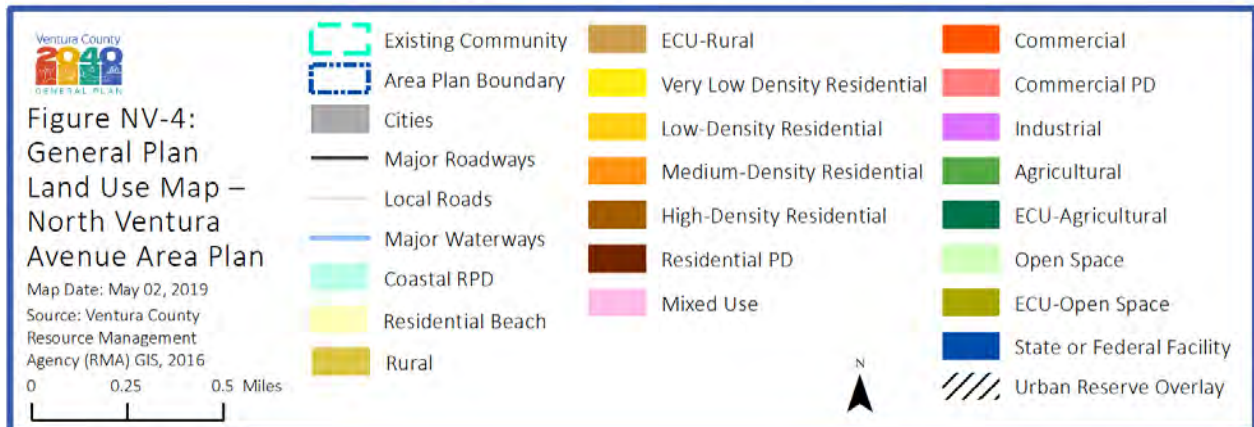 Ventura County
2040
GENERAL PLAN
Figure NV-4:
General Plan
Land Use Map –
North Ventura
Avenue Area Plan
Map Date: May 02, 2019
Source: Ventura County
Resource Management
Agency (RMA) GIS, 2016
0 0.25 0.5 Miles
Existing Community
Area Plan Boundary
Cities
Major Roadways
Local Roads
Major Waterways
Coastal RPD
Residential Beach
Rural
ECU-Rural
Very Low Density Residential
Low-Density Residential
Medium-Density Residential
High-Density Residential
Residential PD
Mixed Use
N
Commercial
Commercial PD
Industrial
Agricultural
ECU-Agricultural
Open Space
ECU-Open Space
State or Federal Facility
Urban Reserve Overlay